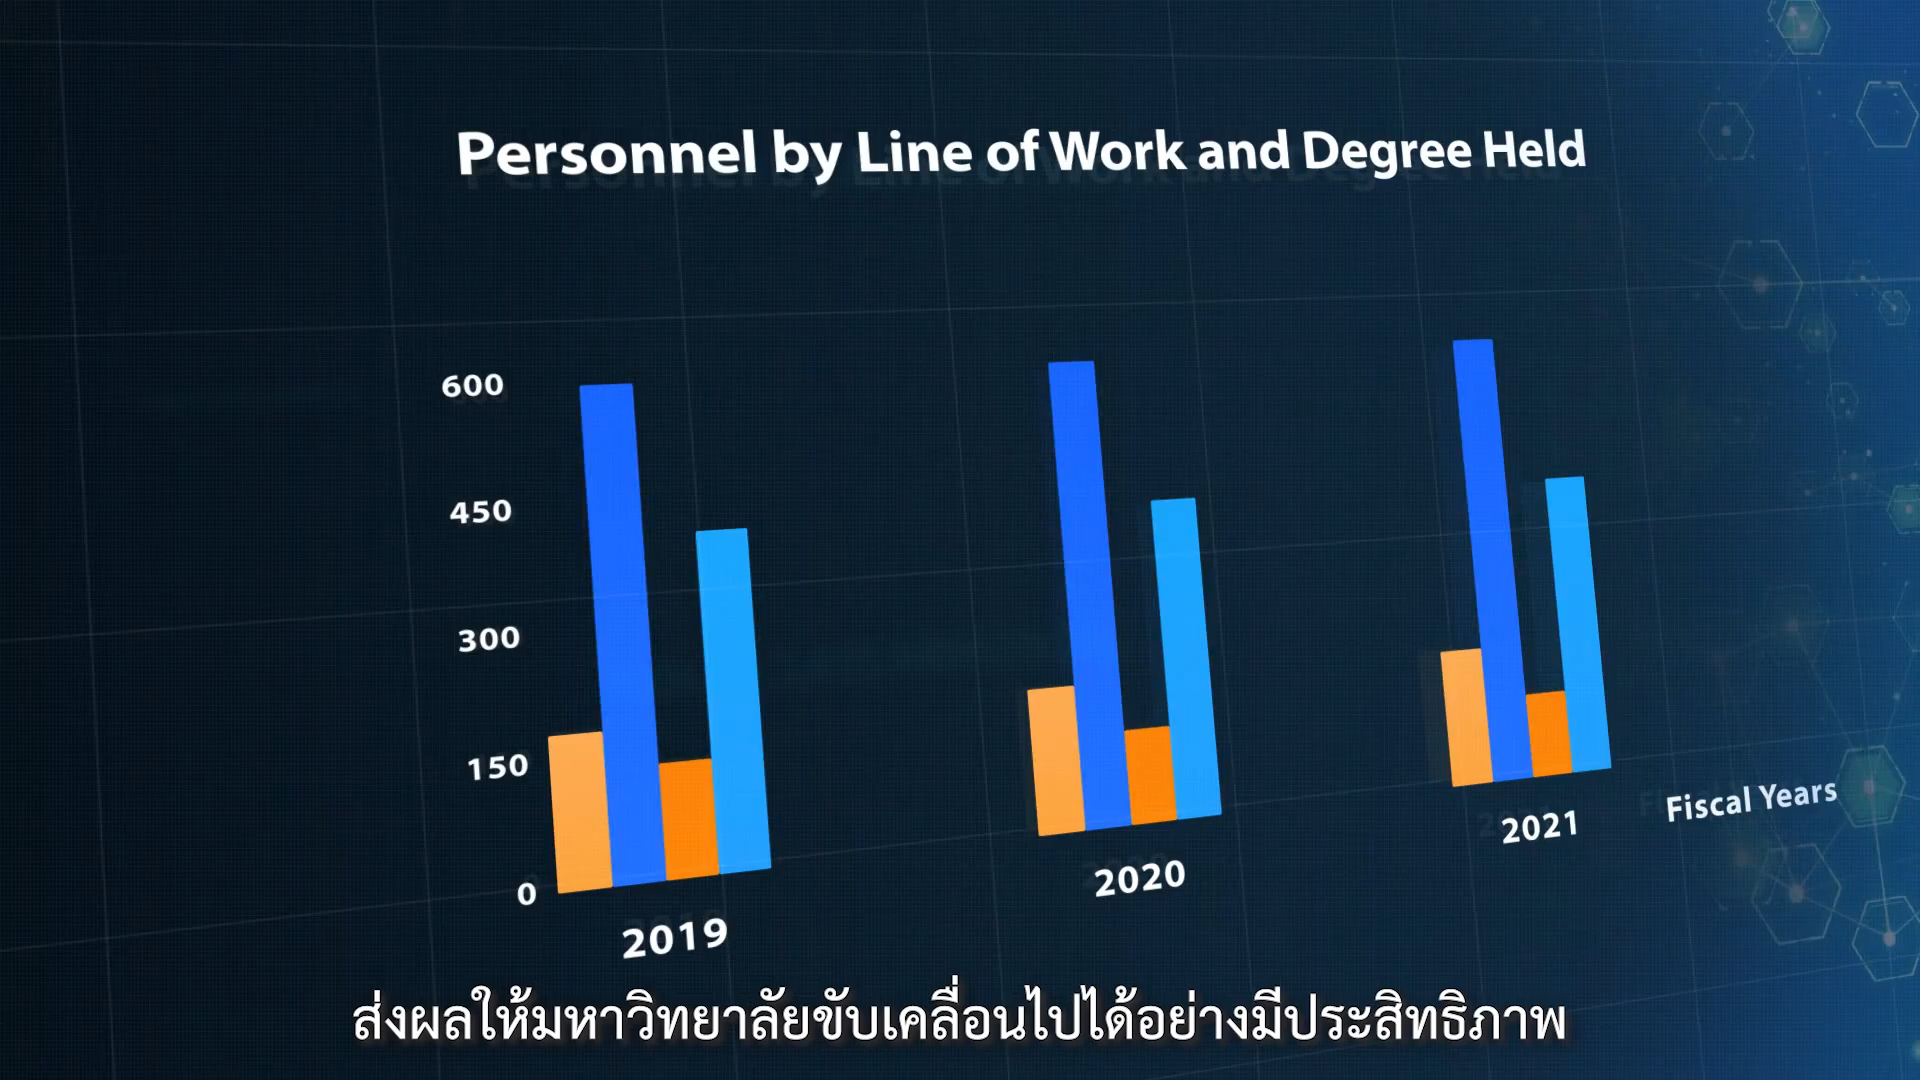 Personnel by Line of Work and Degree Held
600
450
300
150
0
2019
2020
2021
Fiscal Years
ส่งผลให้มหาวิทยาลัยขับเคลื่อนไปได้อย่างมีประสิทธิภาพ